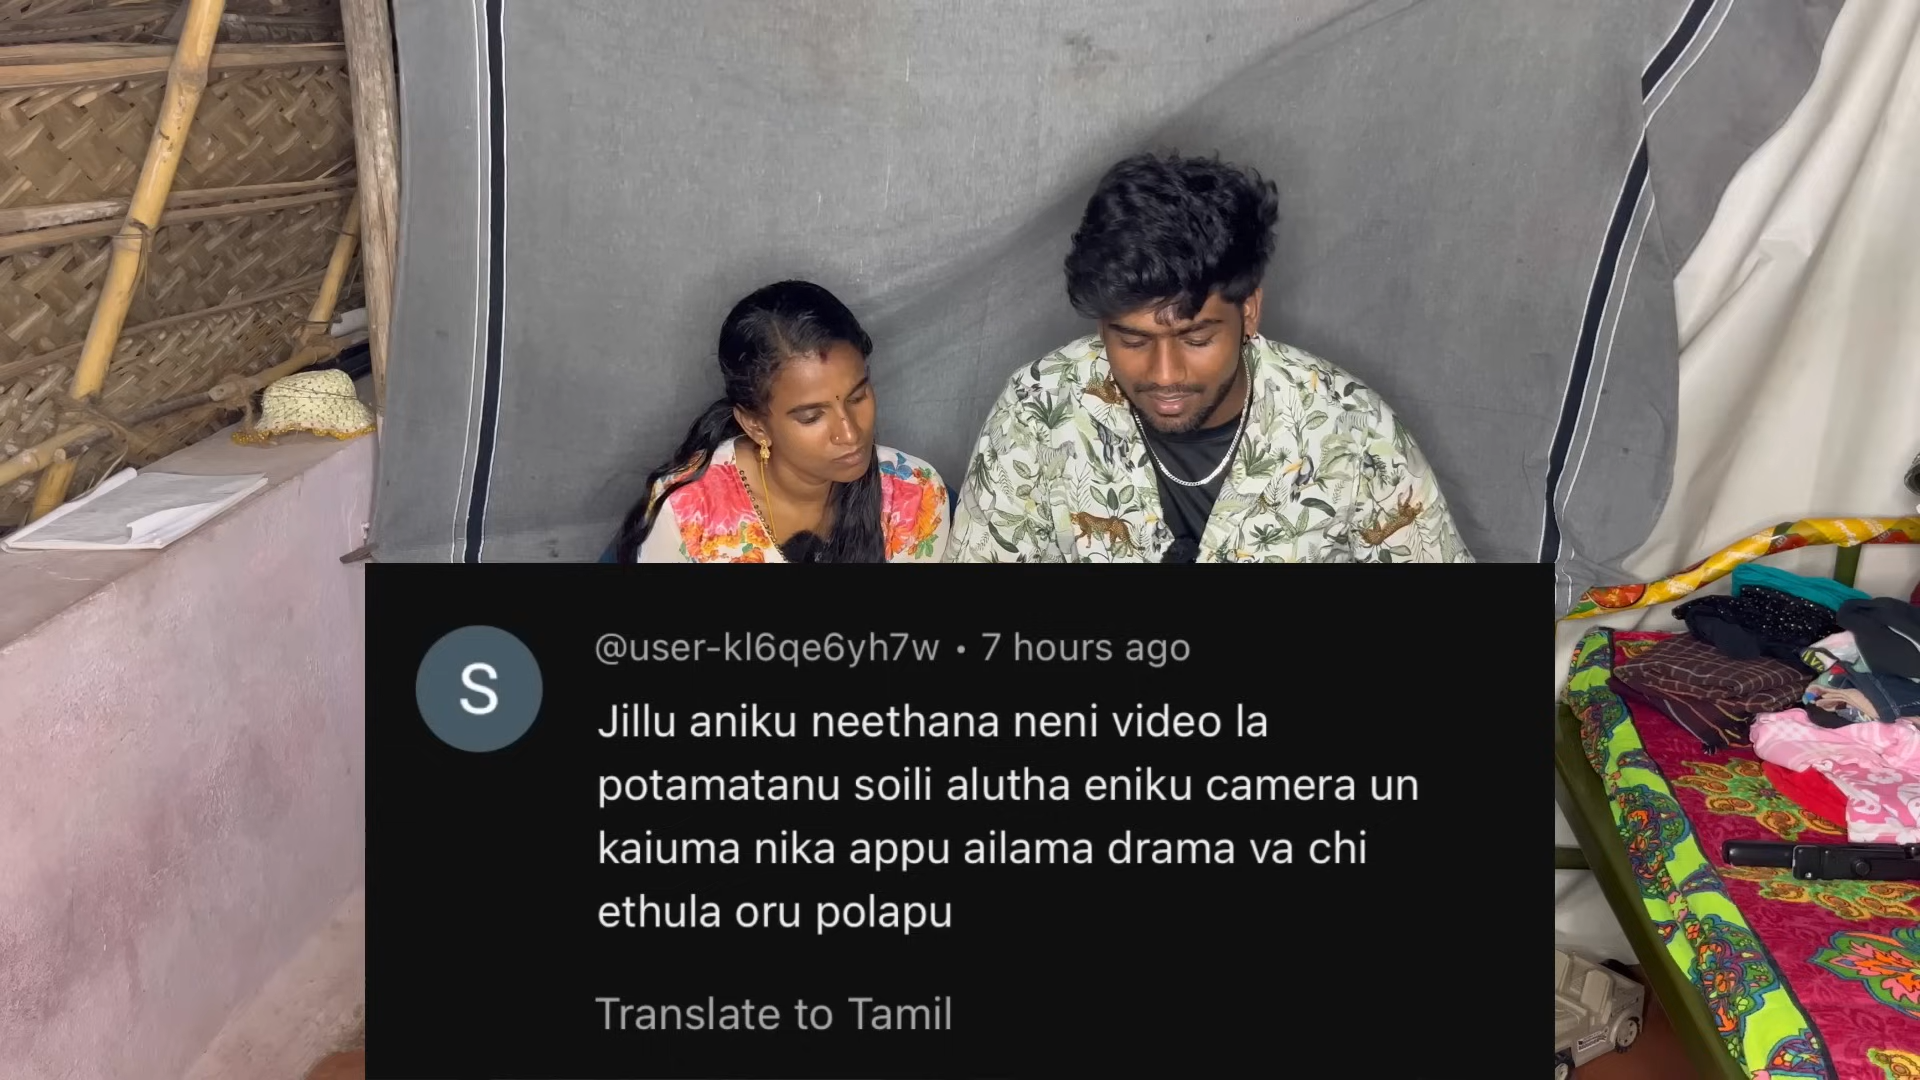 S
@user-kl6qe6yh7w • 7 hours ago
Jillu aniku neethana neni video la
potamatanu soili alutha eniku camera un
kaiuma nika appu ailama drama va chi
ethula oru polapu
Translate to Tamil